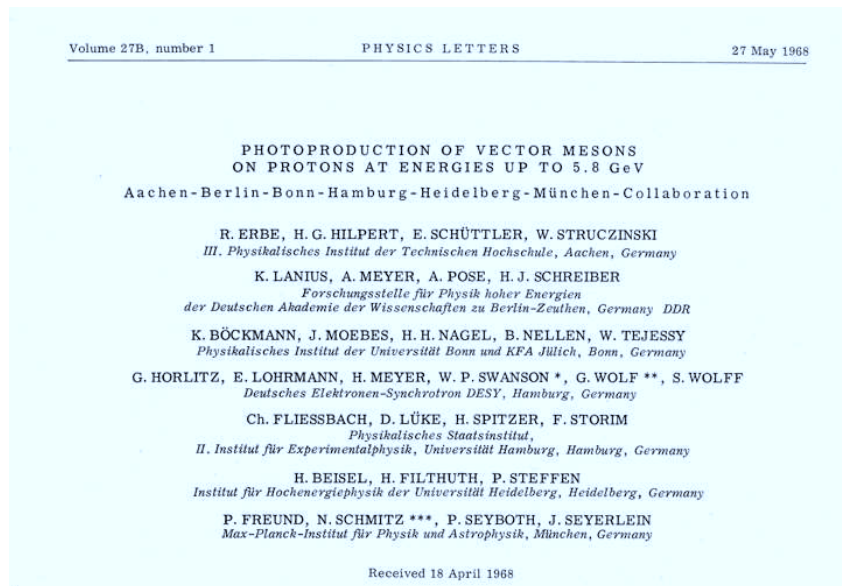 Volume 27B, number 1 PHYSICS LETTERS 27 May 1968
PHOTOPRODUCTION OF VECTOR MESONS
ON PROTONS AT ENERGIES UP TO 5.8 GeV
Aachen-Berlin-Bonn-Hamburg-Heidelberg-München-Collaboration
R. ERBE, H. G. HILPERT, E. SCHÜTTLER, W. STRUCZINSKI
III. Physikalisches Institut der Technischen Hochschule, Aachen, Germany
K. LANIUS, A. MEYER, A. POSE, H. J. SCHREIBER
Forschungsstelle für Physik hoher Energien
der Deutschen Akademie der Wissenschaften zu Berlin-Zeuthen, Germany DDR
K. BÖCKMANN, J. MOEBES, H. H. NAGEL, B. NELLEN, W. TEJESSY
Physikalisches Institut der Universität Bonn und KFA Jülich, Bonn, Germany
G. HORLITZ, E. LOHRMANN, H. MEYER, W. P. SWANSON *, G. WOLF **, S. WOLFF
Deutsches Elektronen-Synchrotron DESY, Hamburg, Germany
Ch. FLIESSBACH, D. LÜKE, H. SPITZER, F. STORIM
Physikalisches Staatsinstitut,
II. Institut für Experimentalphysik, Universität Hamburg, Hamburg, Germany
H. BEISEL, H. FILTHUTH, P. STEFFEN
Institut für Hochenergiephysik der Universität Heidelberg, Heidelberg, Germany
P. FREUND, N. SCHMITZ ***, P. SEYBOTH, J. SEYERLEIN
Max-Planck-Institut für Physik und Astrophysik, München, Germany
Received 18 April 1968